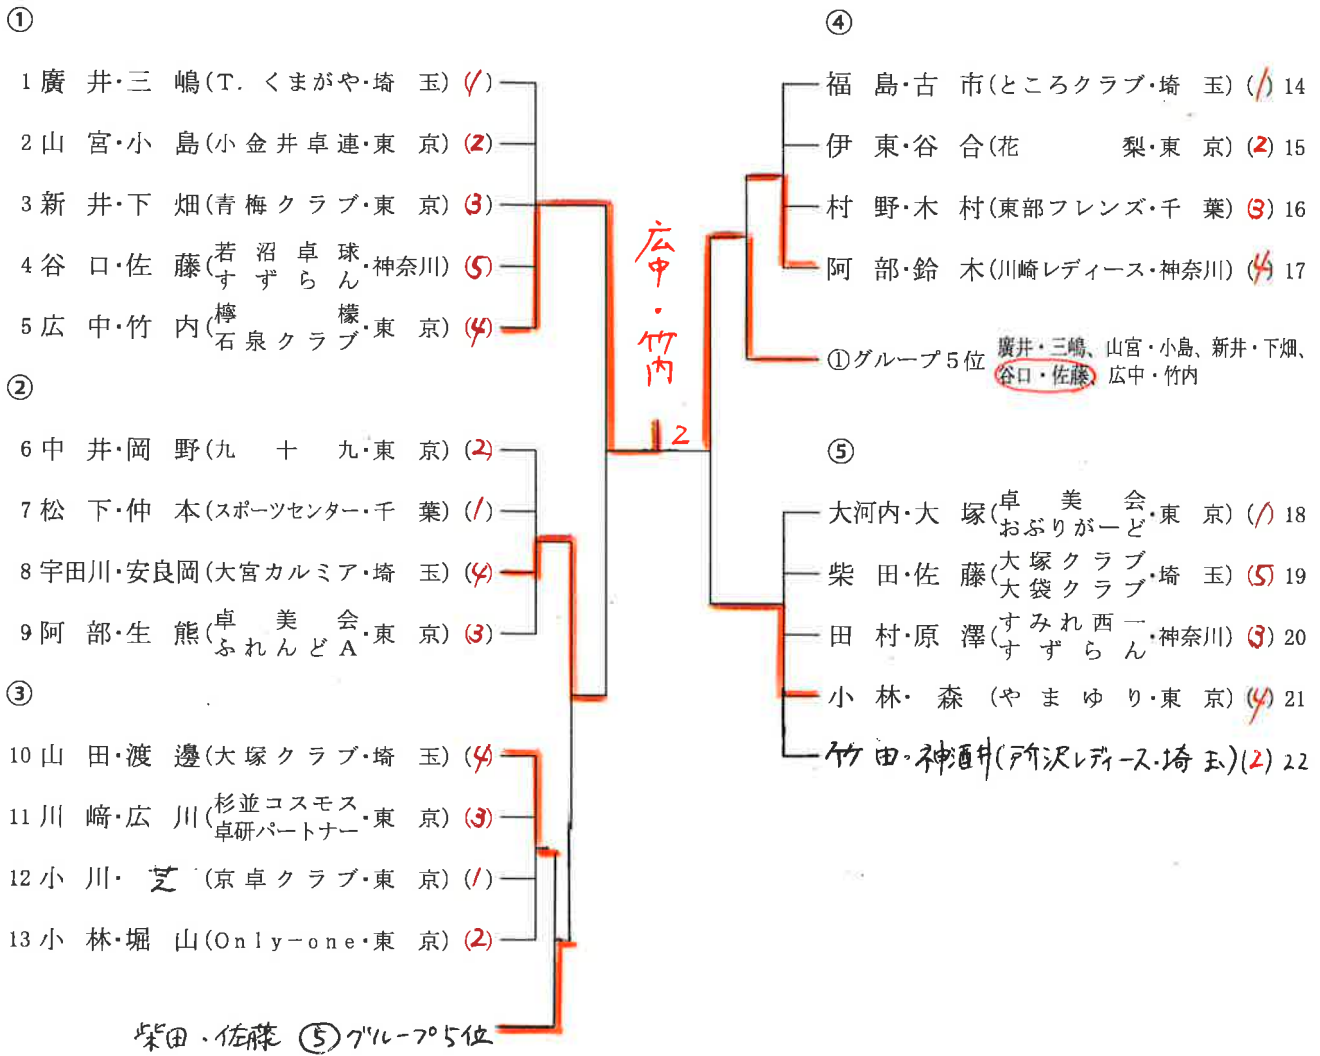 ①
1 廣 井・三 嶋(T. くまがや・埼 玉)(1)
2 山 宮・小 島(小金井卓連・東 京)(2)
3 新 井・下 畑(青梅クラブ・東 京)(3)
4 谷 口・佐 藤(若沼卓球 すずらん・神奈川)(5)
5 広 中・竹 内(檸檬 石泉クラブ・東 京)(4)
②
6 中 井・岡 野(九十九・東 京)(2)
7 松 下・仲 本(スポーツセンター・千 葉)(1)
8 宇田川・安良岡(大宮カルミア・埼 玉)(4)
9 阿 部・生 熊(卓美会 ふれんどA・東 京)(3)
③
10 山 田・渡 邊(大塚クラブ・埼 玉)(4)
11 川 﨑・広 川(杉並コスモス 卓研パートナー・東 京)(3)
12 小 川・ 芝 (京卓クラブ・東 京)(1)
13 小 林・堀 山(Only-one・東 京)(2)
柴田・佐藤 ⑤グループ5位
広中・竹内
2
④
福 島・古 市(ところクラブ・埼 玉)(1) 14
伊 東・谷 合(花 梨・東 京)(2) 15
村 野・木 村(東部フレンズ・千 葉)(3) 16
阿 部・鈴 木(川崎レディース・神奈川)(4) 17
①グループ5位 廣井・三嶋、山宮・小島、新井・下畑、
谷口・佐藤、広中・竹内
⑤
大河内・大 塚(卓美会 おぶりがーど・東 京)(1) 18
柴 田・佐 藤(大塚クラブ 大袋クラブ・埼 玉)(5) 19
田 村・原 澤(すみれ西一 すずらん・神奈川)(3) 20
小 林・ 森 (やまゆり・東 京)(4) 21
竹田・神酒井(所沢レディース・埼玉)(2) 22